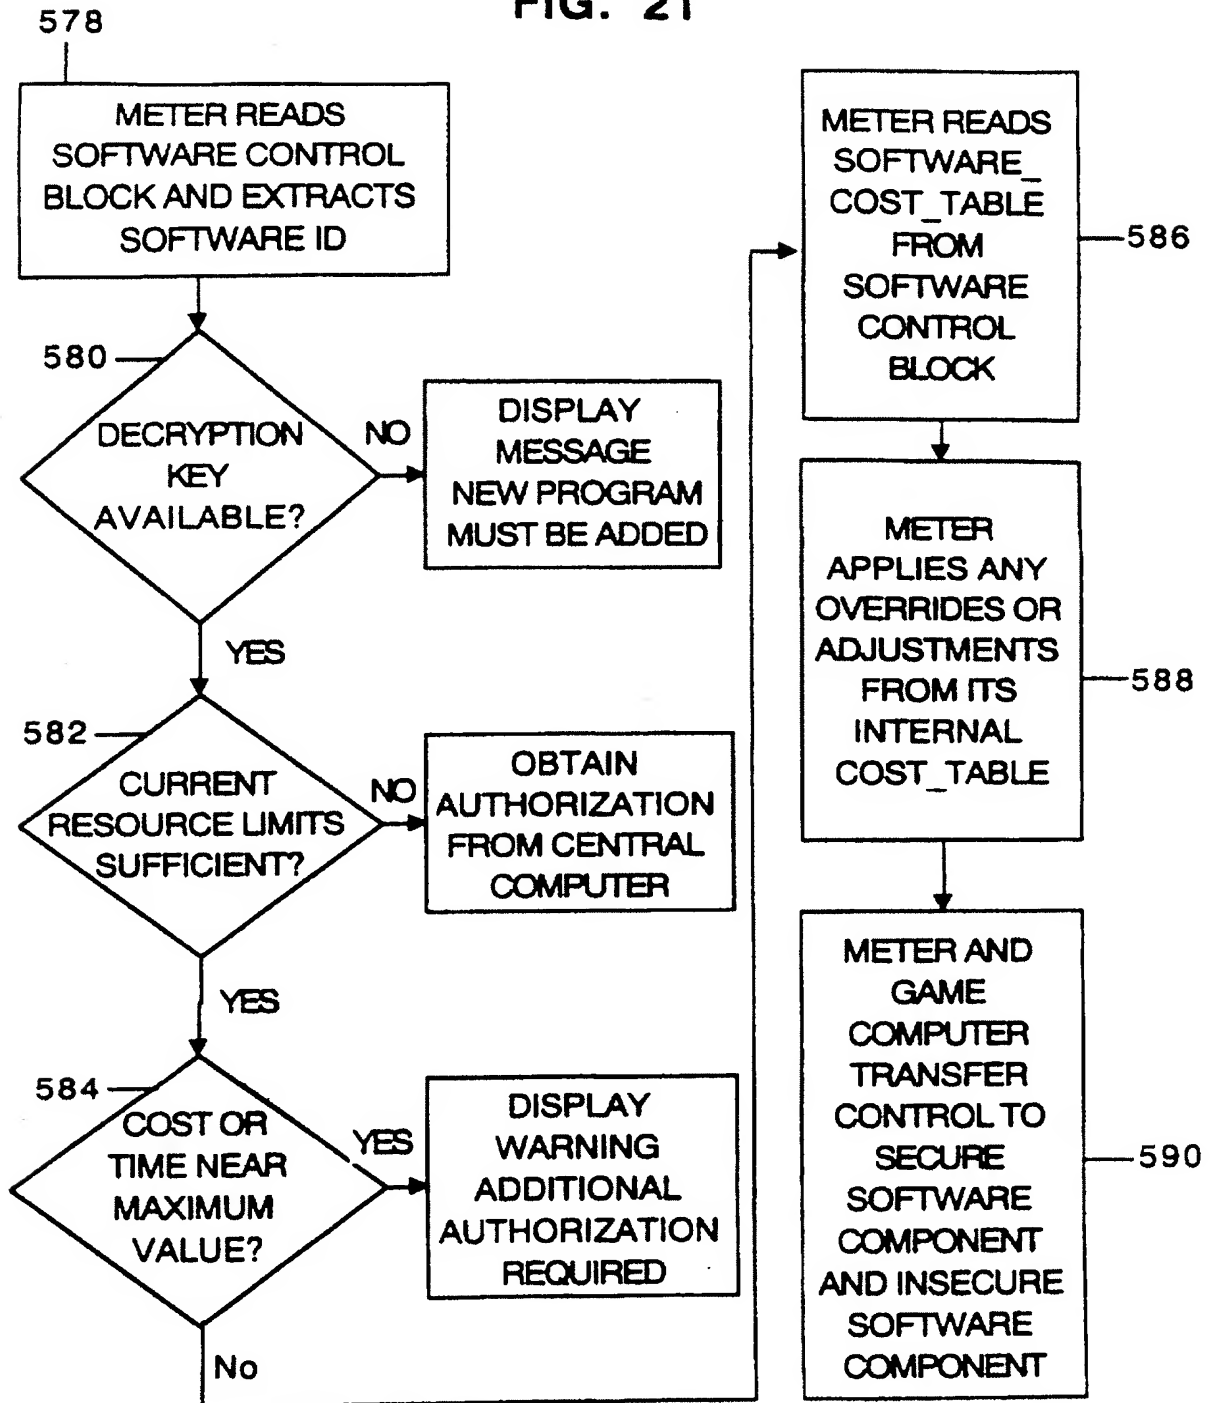 FIG. 21
578
METER READS
SOFTWARE CONTROL
BLOCK AND EXTRACTS
SOFTWARE ID
580
DECRYPTION
KEY
AVAILABLE?
NO
DISPLAY
MESSAGE
NEW PROGRAM
MUST BE ADDED
YES
582
CURRENT
RESOURCE LIMITS
SUFFICIENT?
NO
OBTAIN
AUTHORIZATION
FROM CENTRAL
COMPUTER
YES
584
COST OR
TIME NEAR
MAXIMUM
VALUE?
YES
DISPLAY
WARNING
ADDITIONAL
AUTHORIZATION
REQUIRED
No
METER READS
SOFTWARE_
COST_TABLE
FROM
SOFTWARE
CONTROL
BLOCK
586
METER
APPLIES ANY
OVERRIDES OR
ADJUSTMENTS
FROM ITS
INTERNAL
COST_TABLE
588
METER AND
GAME
COMPUTER
TRANSFER
CONTROL TO
SECURE
SOFTWARE
COMPONENT
AND INSECURE
SOFTWARE
COMPONENT
590